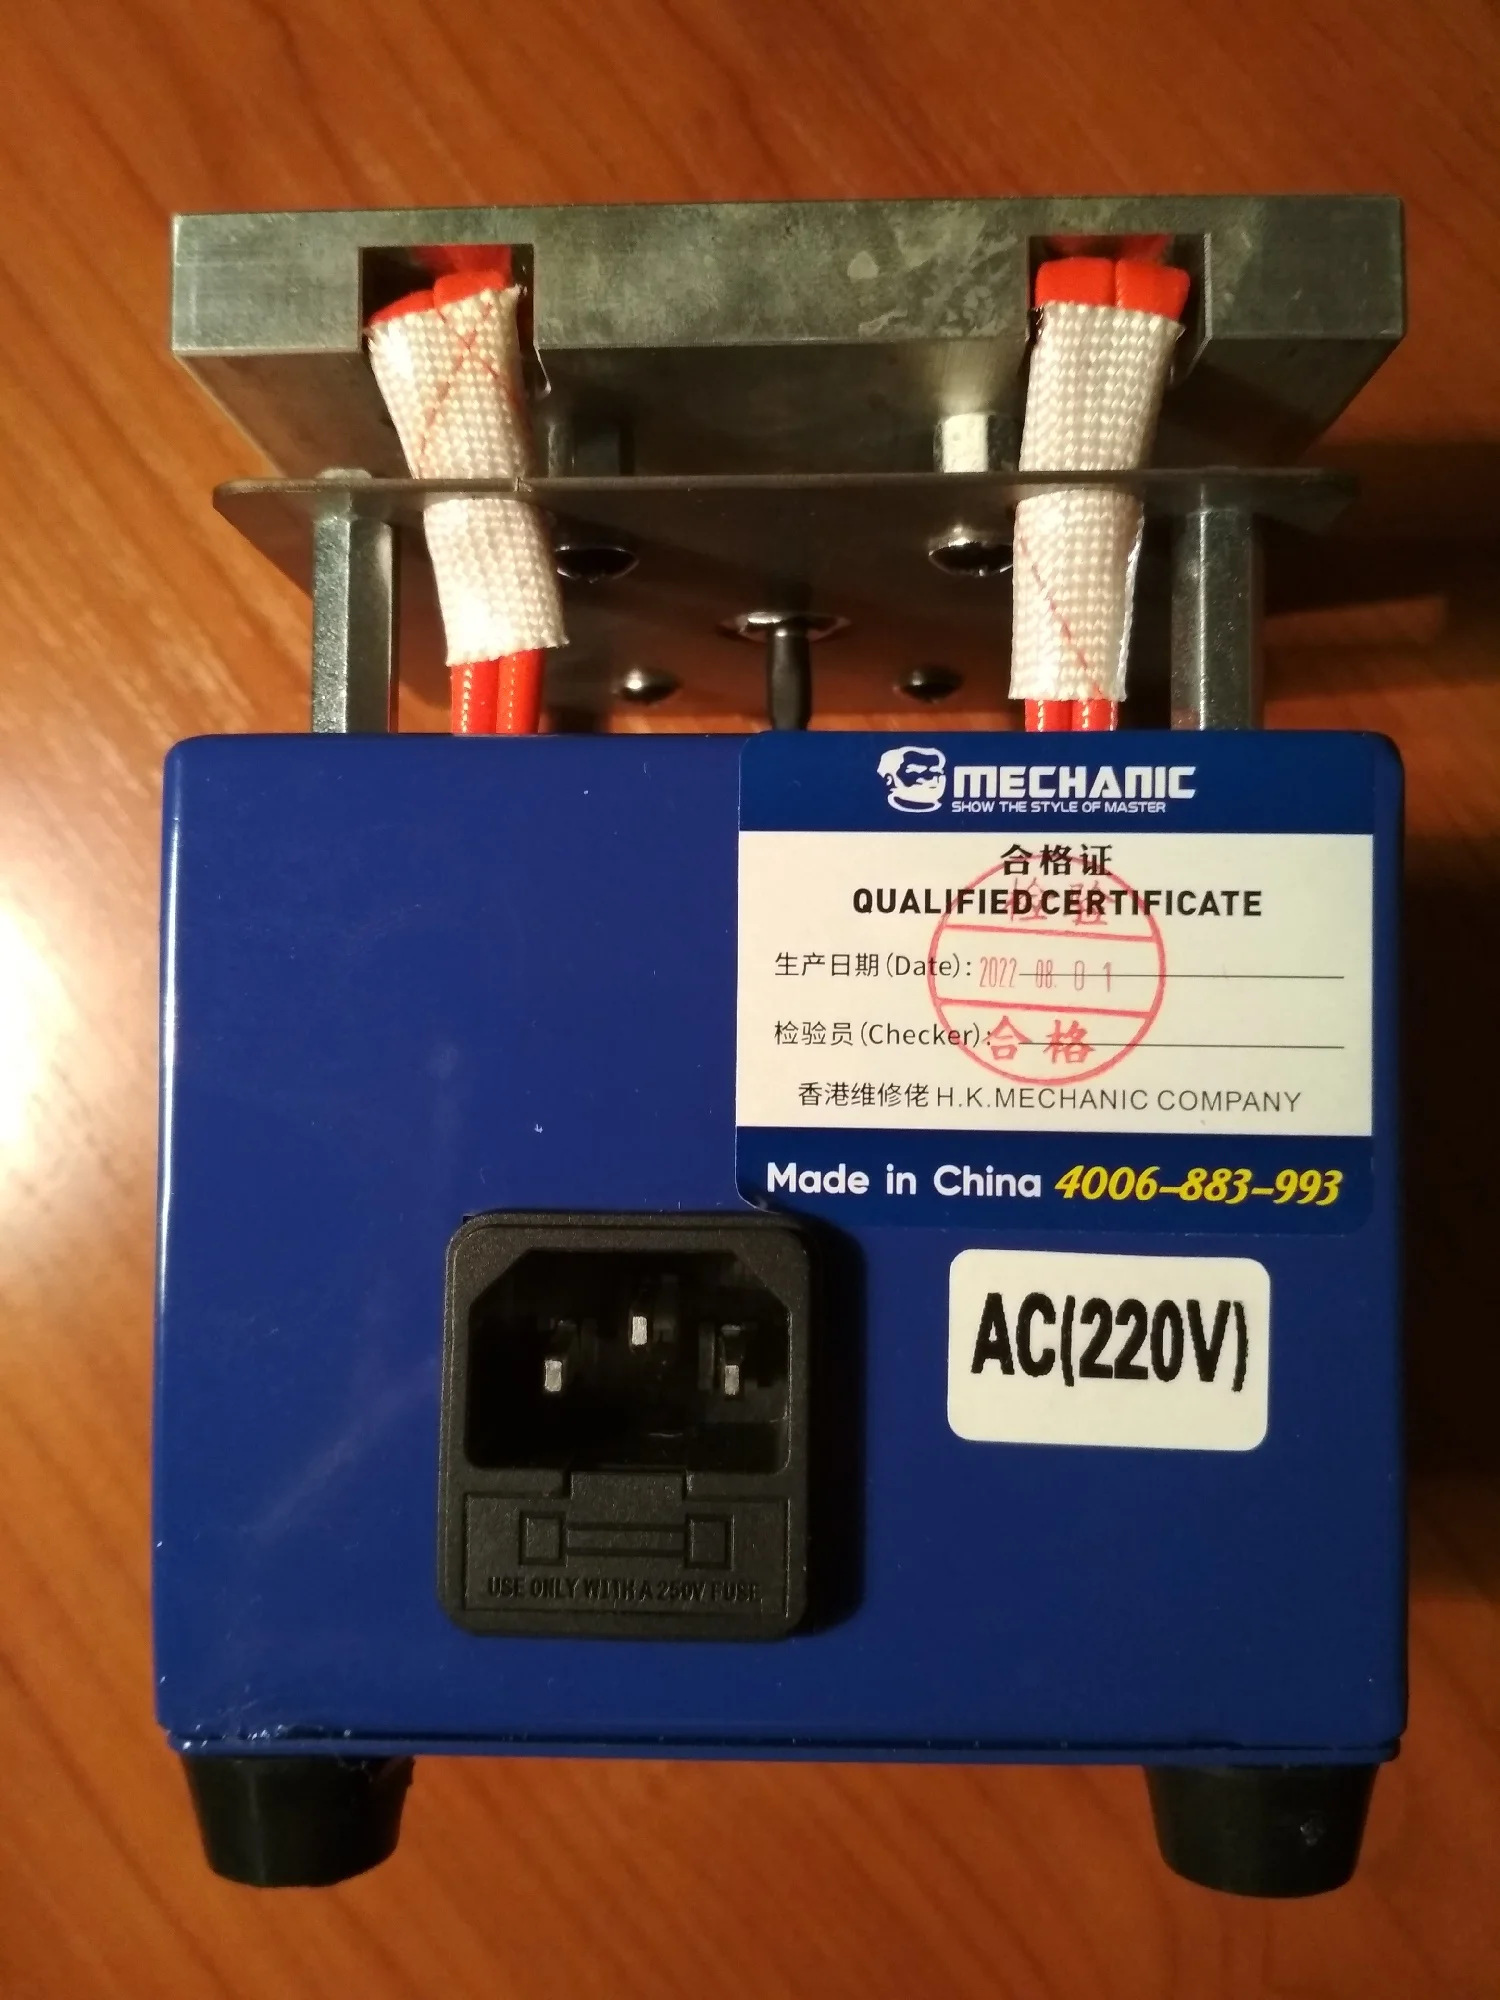 MECHANIC
SHOW THE STYLE OF MASTER
合格证
QUALIFIED CERTIFICATE
检验
生产日期(Date):
2022 08. 0 1
检验员(Checker):
合格
香港维修佬 H.K.MECHANIC COMPANY
Made in China 4006-883-993
AC(220V)
USE ONLY WITH A 250V FUSE